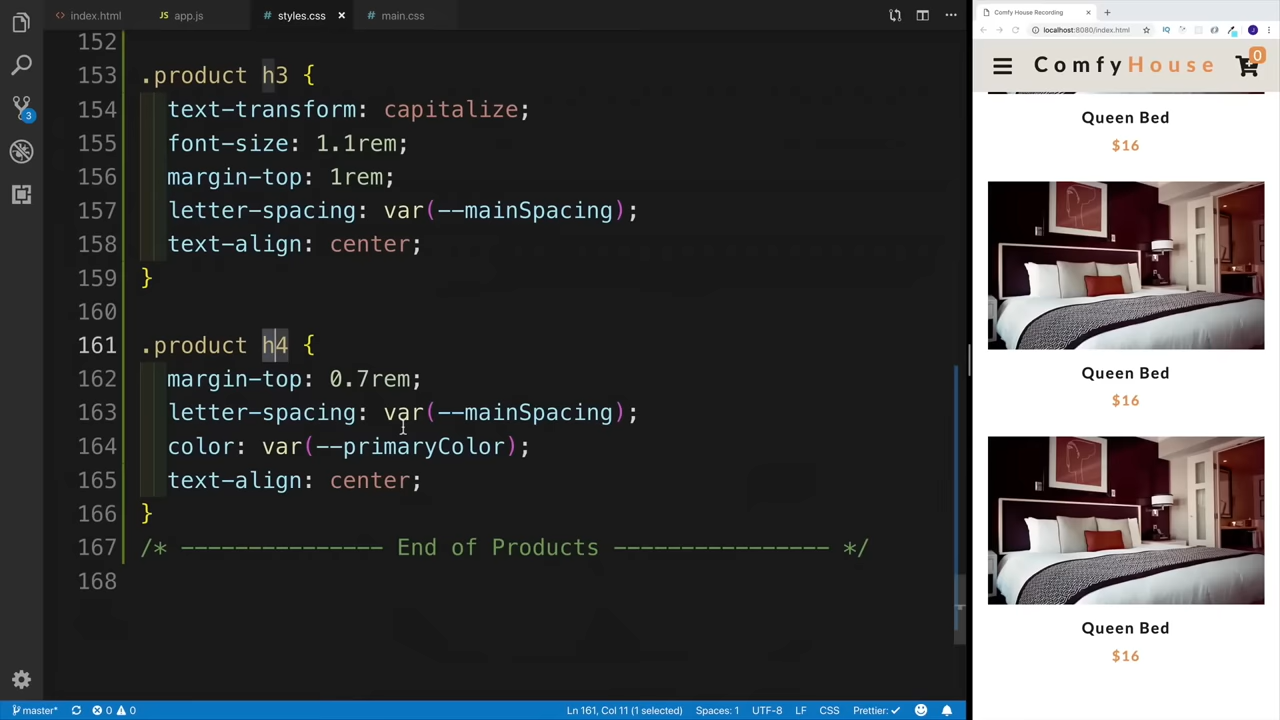 index.html
app.js
styles.css
main.css
152
153 .product h3 {
154 text-transform: capitalize;
155 font-size: 1.1rem;
156 margin-top: 1rem;
157 letter-spacing: var(--mainSpacing);
158 text-align: center;
159 }
160
161 .product h4 {
162 margin-top: 0.7rem;
163 letter-spacing: var(--mainSpacing);
164 color: var(--primaryColor);
165 text-align: center;
166 }
167 /* --------------- End of Products ---------------- */
168
3
master*
0 0
Ln 161, Col 11 (1 selected)
Spaces: 1
UTF-8
LF
CSS
Prettier: ✓
Comfy House Recording
localhost:8080/index.html
IQ
J
ComfyHouse
0
Queen Bed
$16
Queen Bed
$16
Queen Bed
$16